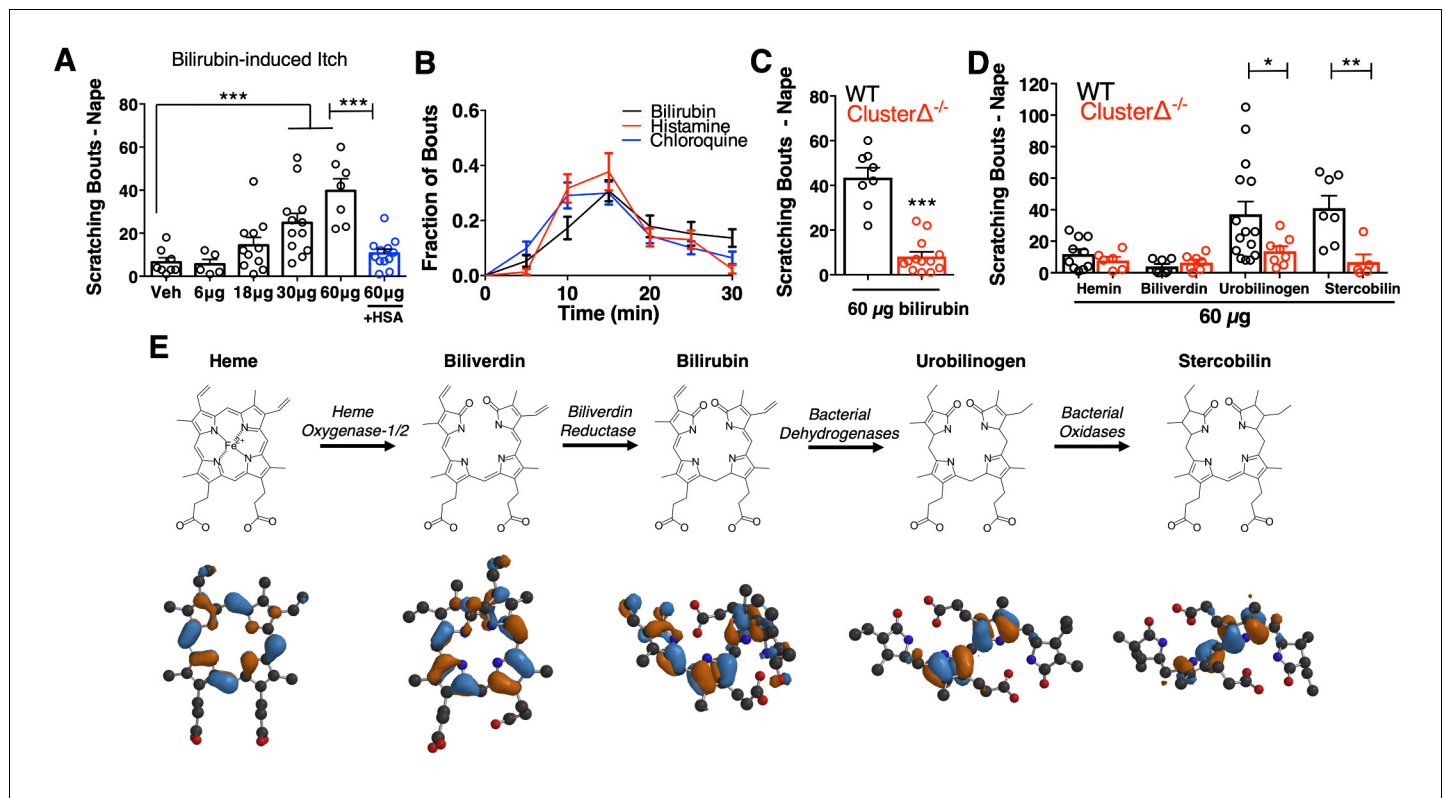 A
Bilirubin-induced Itch
Scratching Bouts - Nape
80
60
40
20
0
***
***
Veh
6µg
18µg
30µg
60µg
60µg
+HSA
B
Fraction of Bouts
0.6
0.4
0.2
0.0
Bilirubin
Histamine
Chloroquine
0
10
20
30
Time (min)
C
Scratching Bouts - Nape
80
60
40
20
0
WT
ClusterΔ-/-
***
60 µg bilirubin
D
Scratching Bouts - Nape
120
100
80
60
40
20
0
WT
ClusterΔ-/-
*
**
Hemin
Biliverdin
Urobilinogen
Stercobilin
60 µg
E
Heme
Biliverdin
Bilirubin
Urobilinogen
Stercobilin
Heme
Oxygenase-1/2
Biliverdin
Reductase
Bacterial
Dehydrogenases
Bacterial
Oxidases
N
N
Fe2+
N
N
O
O
O
O
O
O
N
N
N
N
O
O
O
O
O
O
N
N
N
N
O
O
O
O
O
O
N
N
N
N
O
O
O
O
O
O
N
N
N
N
O
O
O
O